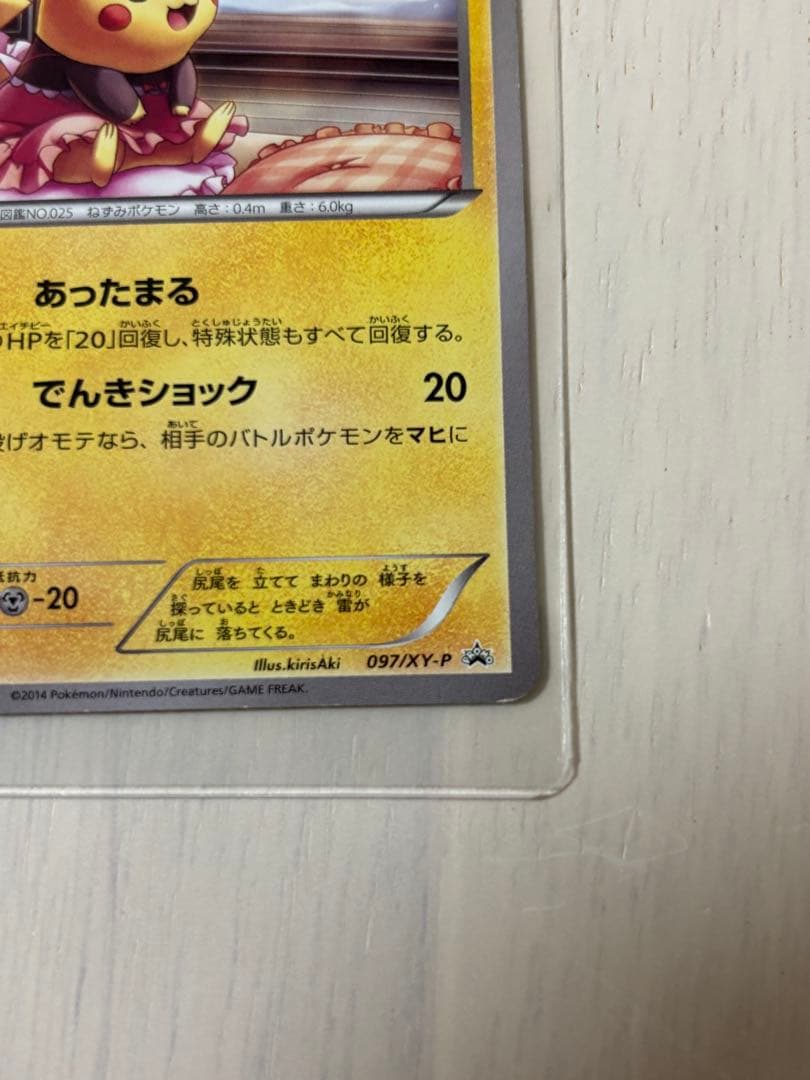 図鑑NO.025 ねずみポケモン 高さ:0.4m 重さ:6.0kg
あったまる
HPを「20」回復し、特殊状態もすべて回復する。
でんきショック 20
げオモテなら、相手のバトルポケモンをマヒに
抗力
-20
尻尾を 立てて まわりの 様子を
探っていると ときどき 雷が
尻尾に 落ちてくる。
Illus.kirisAki 097/XY-P PROMO
©2014 Pokémon/Nintendo/Creatures/GAME FREAK.